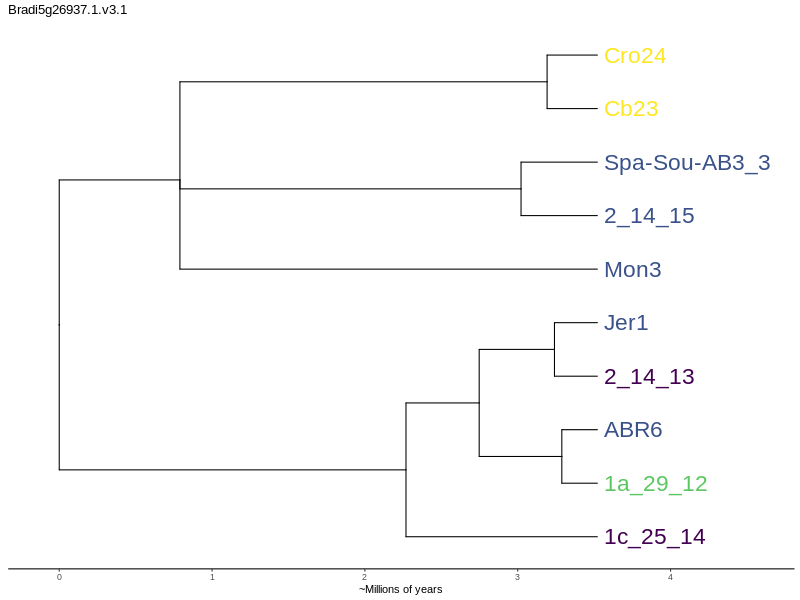 Bradi5g26937.1.v3.1
Cro24
Cb23
Spa-Sou-AB3_3
2_14_15
Mon3
Jer1
2_14_13
ABR6
1a_29_12
1c_25_14
0 1 2 3 4
~Millions of years